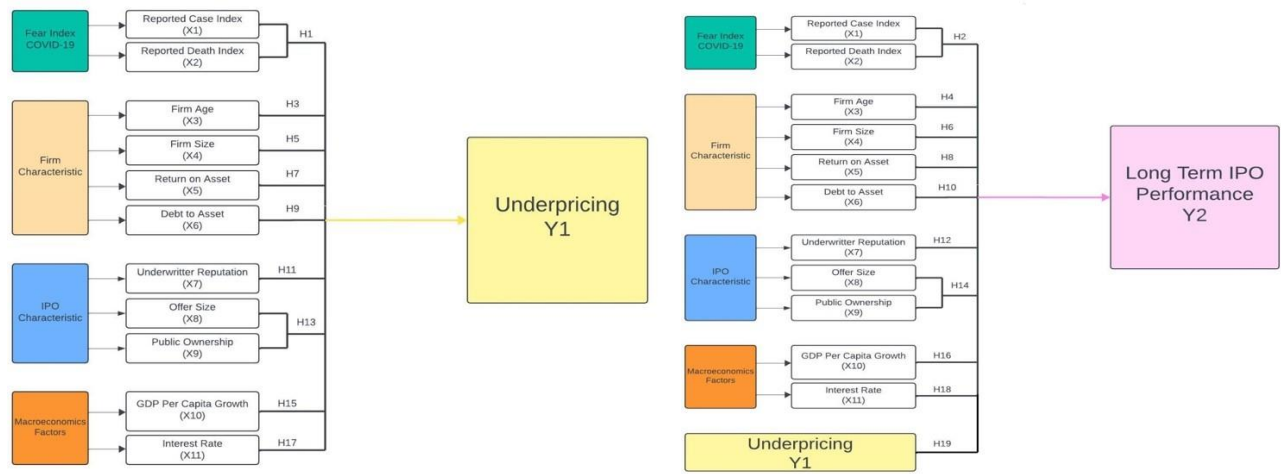 Fear Index
COVID-19
Reported Case Index
(X1)
Reported Death Index
(X2)
H1
Firm
Characteristic
Firm Age
(X3)
H3
Firm Size
(X4)
H5
Return on Asset
(X5)
H7
Debt to Asset
(X6)
H9
IPO
Characteristic
Underwritter Reputation
(X7)
H11
Offer Size
(X8)
Public Ownership
(X9)
H13
Macroeconomics
Factors
GDP Per Capita Growth
(X10)
H15
Interest Rate
(X11)
H17
Underpricing
Y1
Fear Index
COVID-19
Reported Case Index
(X1)
Reported Death Index
(X2)
H2
Firm
Characteristic
Firm Age
(X3)
H4
Firm Size
(X4)
H6
Return on Asset
(X5)
H8
Debt to Asset
(X6)
H10
IPO
Characteristic
Underwritter Reputation
(X7)
H12
Offer Size
(X8)
Public Ownership
(X9)
H14
Macroeconomics
Factors
GDP Per Capita Growth
(X10)
H16
Interest Rate
(X11)
H18
Underpricing
Y1
H19
Long Term IPO
Performance
Y2